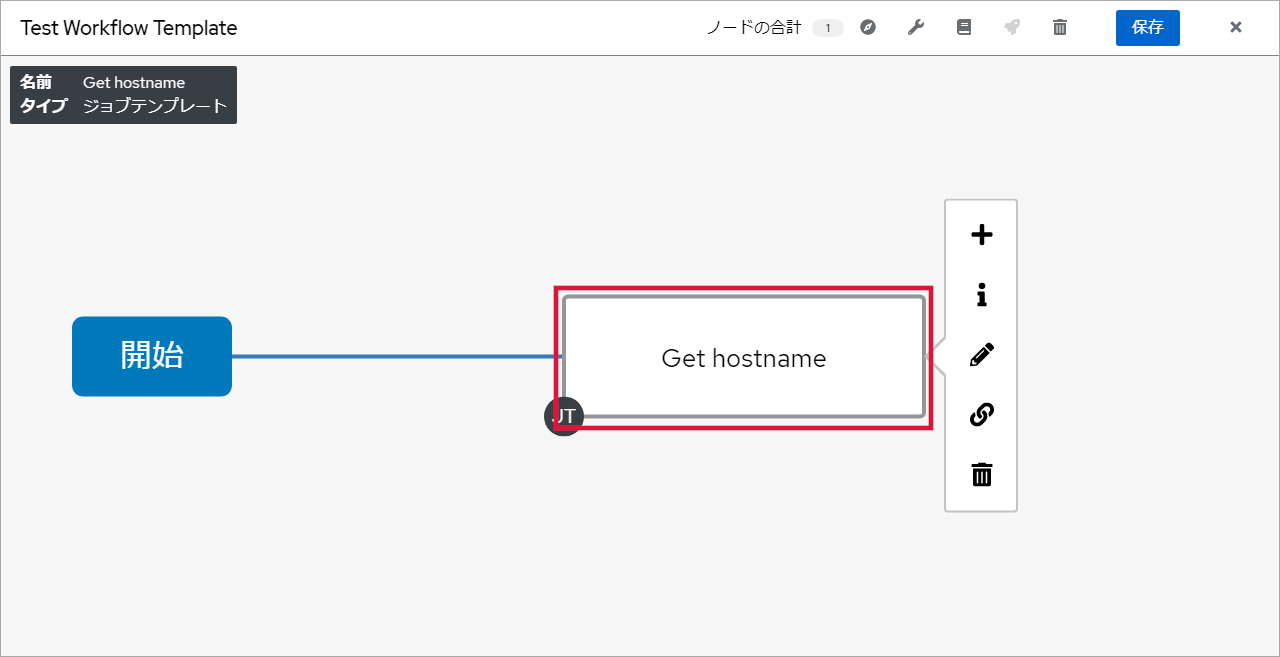 Test Workflow Template
ノードの合計 1
保存
名前 Get hostname
タイプ ジョブテンプレート
開始
Get hostname
JT